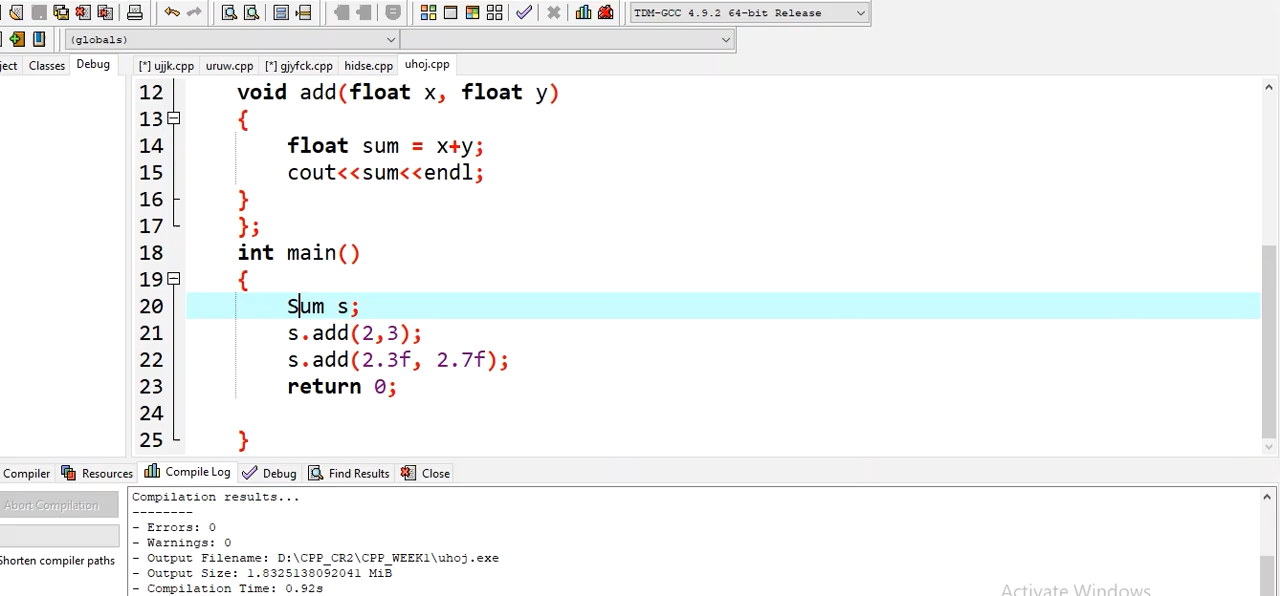 TDM-GCC 4.9.2 64-bit Release
(globals)
ject Classes Debug [*] ujjk.cpp uruw.cpp [*] gjyfck.cpp hidse.cpp uhoj.cpp
12 void add(float x, float y)
13 {
14 float sum = x+y;
15 cout<<sum<<endl;
16 }
17 };
18 int main()
19 {
20 Sum s;
21 s.add(2,3);
22 s.add(2.3f, 2.7f);
23 return 0;
24
25 }
Compiler Resources Compile Log Debug Find Results Close
Abort Compilation
Shorten compiler paths
Compilation results...
--------
- Errors: 0
- Warnings: 0
- Output Filename: D:\CPP_CR2\CPP_WEEK1\uhoj.exe
- Output Size: 1.8325138092041 MiB
- Compilation Time: 0.92s
Activate Windows